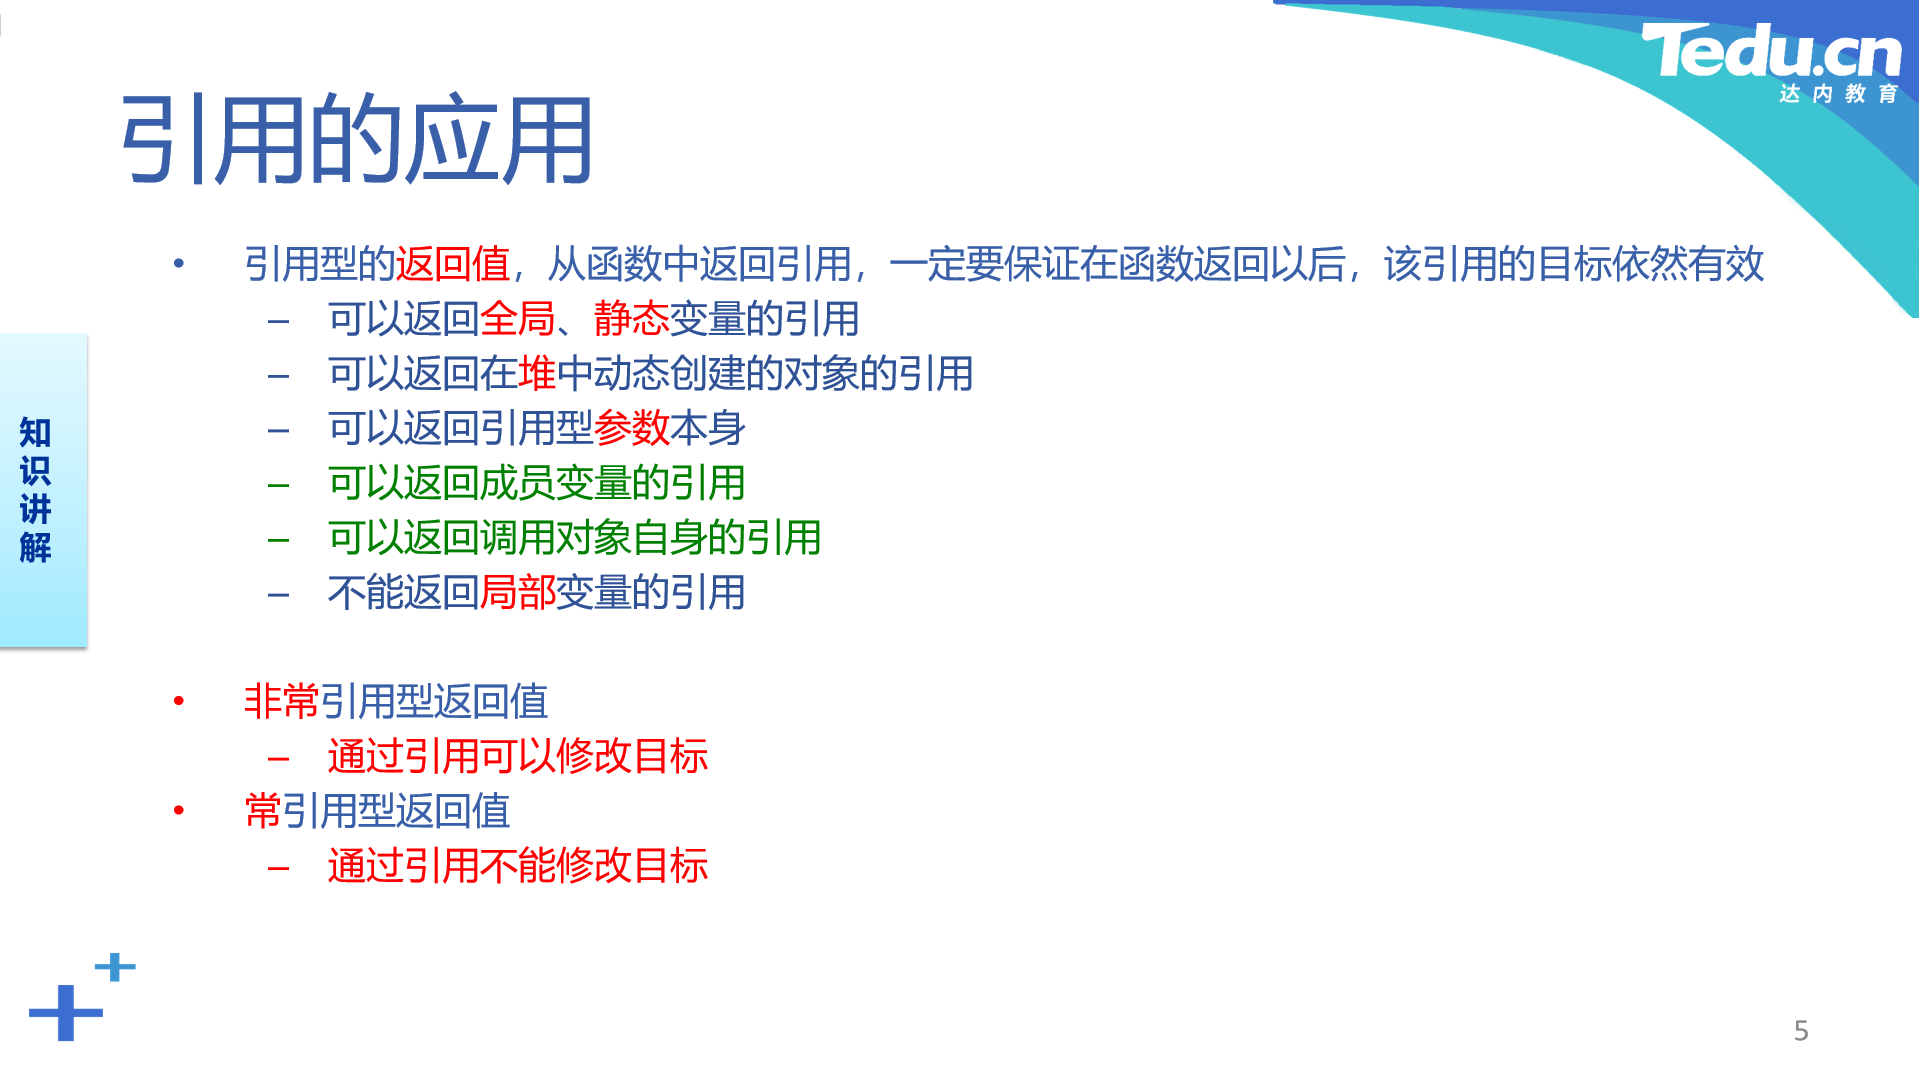 Tedu.cn
达内教育
引用的应用
• 引用型的返回值，从函数中返回引用，一定要保证在函数返回以后，该引用的目标依然有效
– 可以返回全局、静态变量的引用
– 可以返回在堆中动态创建的对象的引用
– 可以返回引用型参数本身
– 可以返回成员变量的引用
– 可以返回调用对象自身的引用
– 不能返回局部变量的引用
知识讲解
• 非常引用型返回值
– 通过引用可以修改目标
• 常引用型返回值
– 通过引用不能修改目标
5